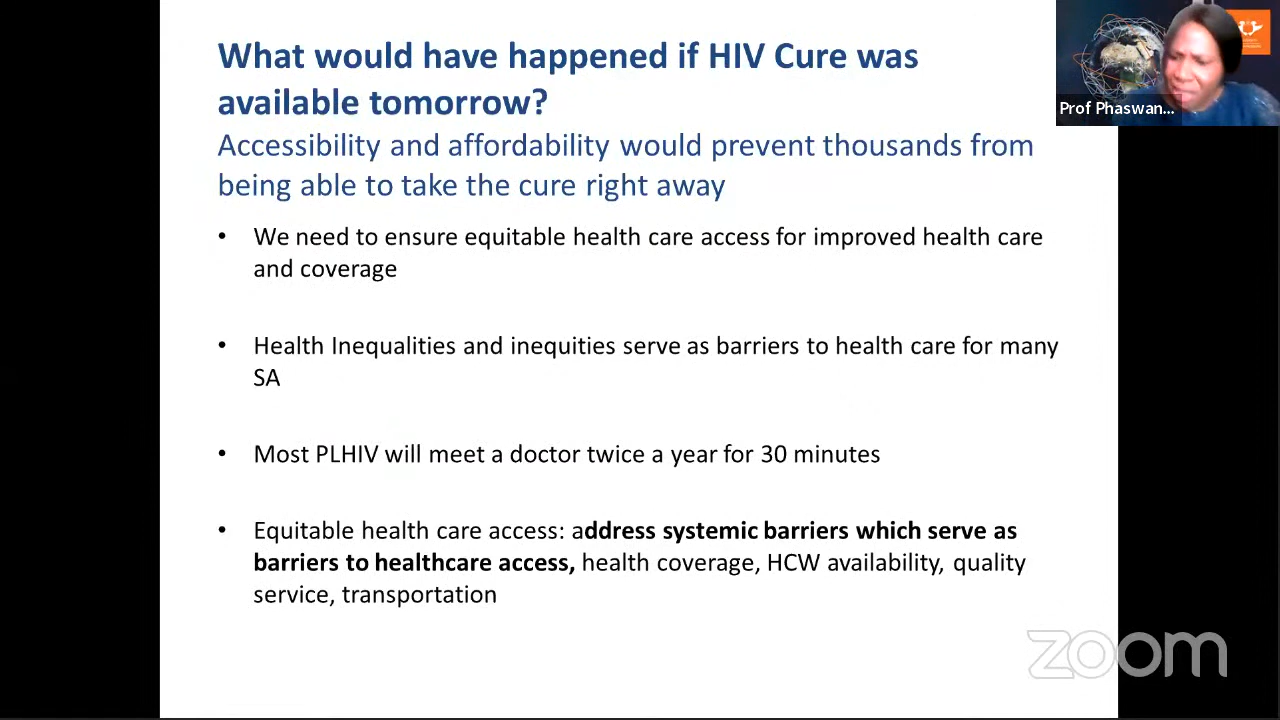 What would have happened if HIV Cure was
available tomorrow?
Accessibility and affordability would prevent thousands from
being able to take the cure right away
• We need to ensure equitable health care access for improved health care
and coverage
• Health Inequalities and inequities serve as barriers to health care for many
SA
• Most PLHIV will meet a doctor twice a year for 30 minutes
• Equitable health care access: address systemic barriers which serve as
barriers to healthcare access, health coverage, HCW availability, quality
service, transportation
Prof Phaswan...
zoom